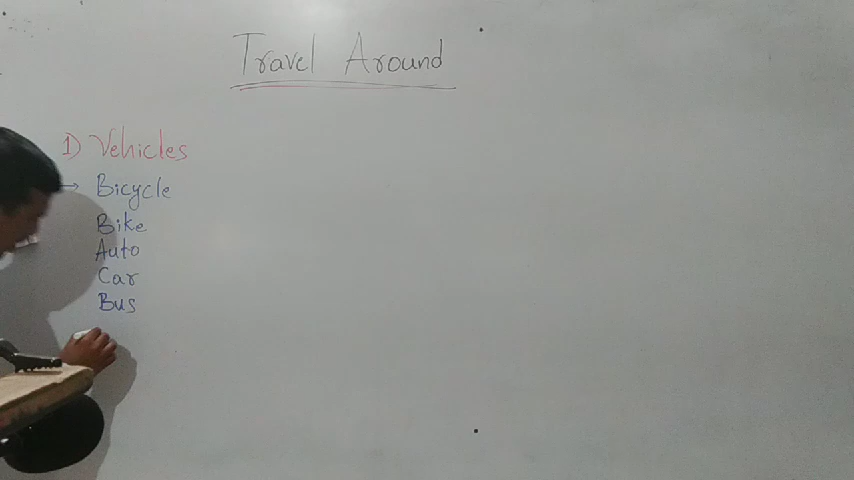 Travel Around
1) Vehicles
→ Bicycle
Bike
Auto
Car
Bus